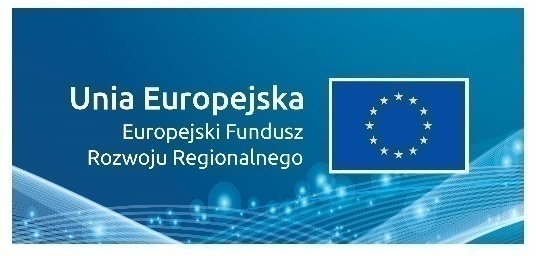 Unia Europejska
Europejski Fundusz
Rozwoju Regionalnego